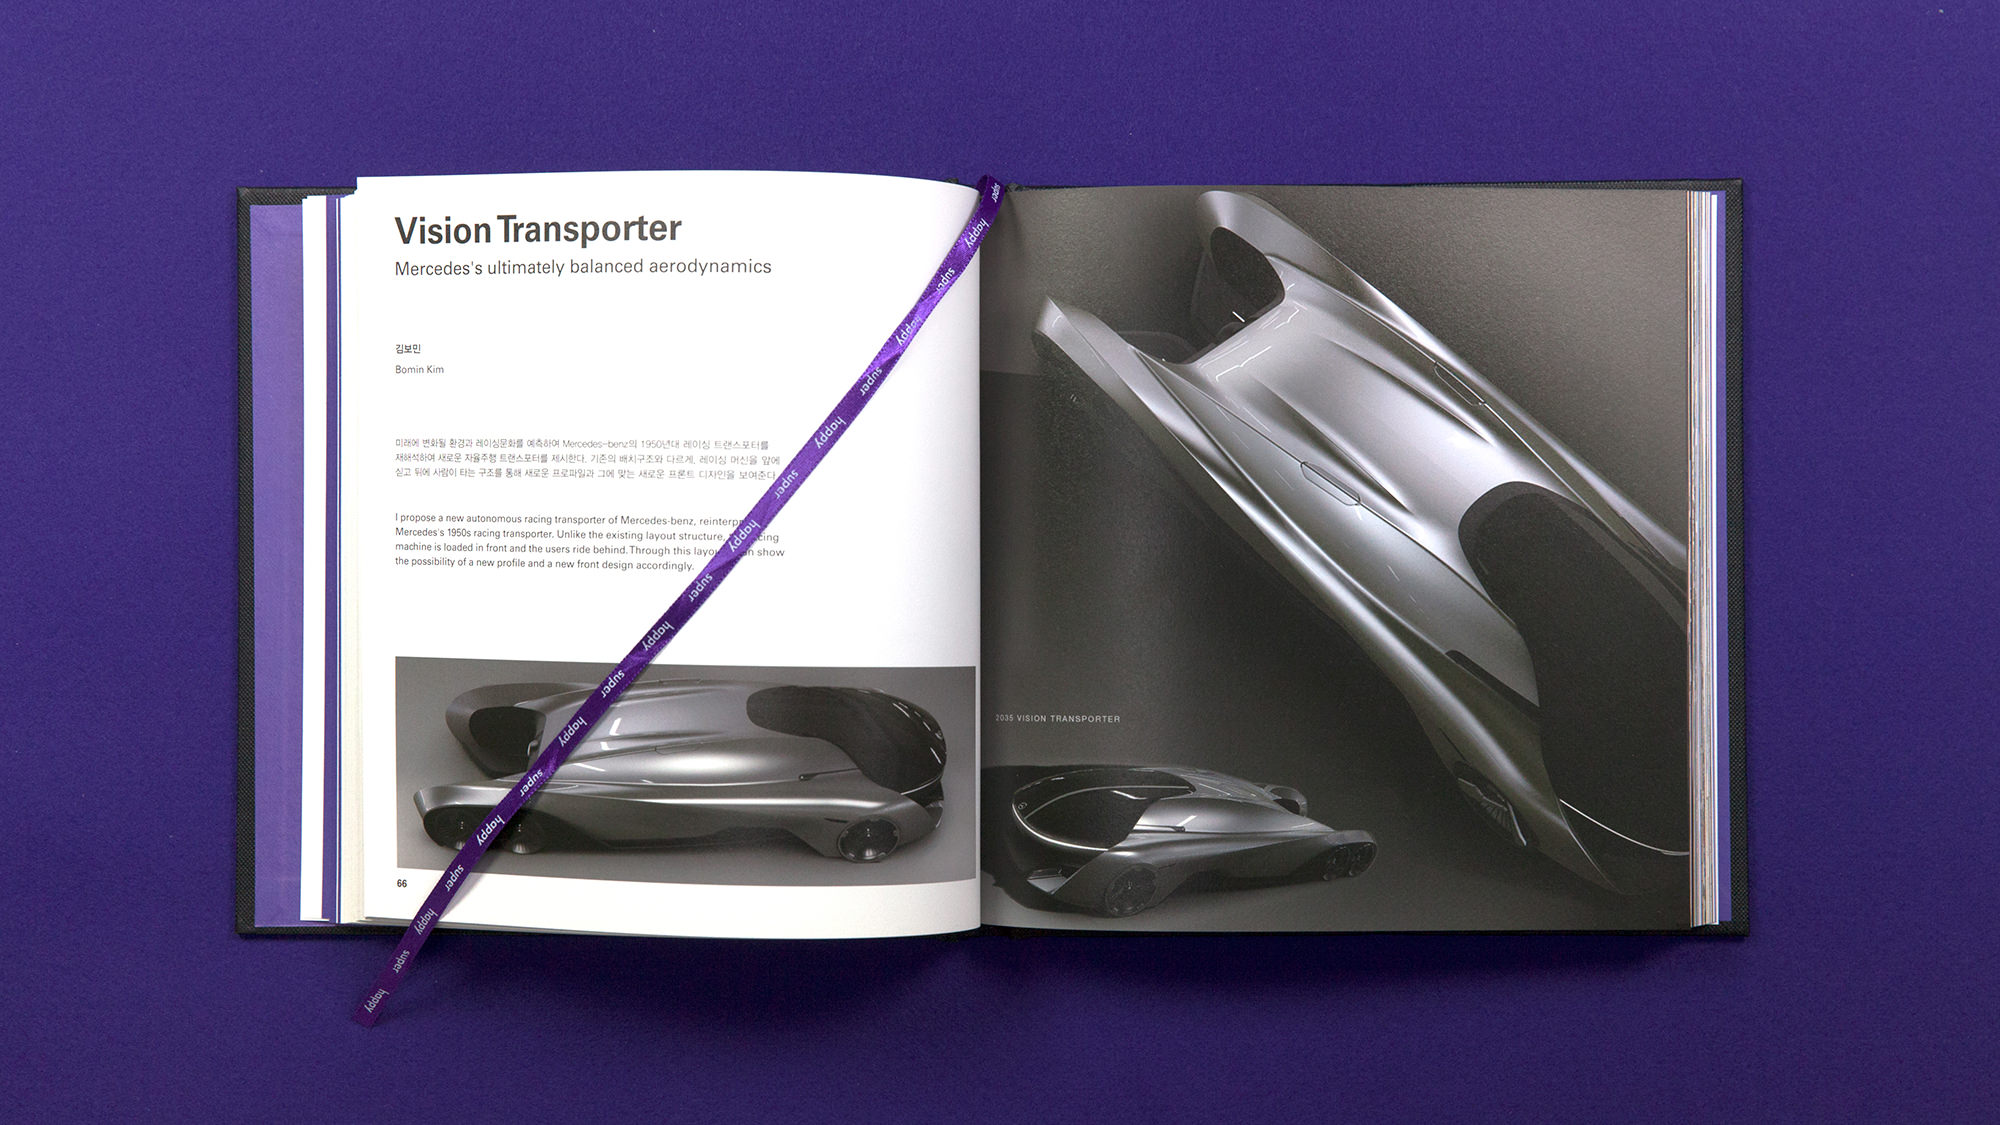 Vision Transporter
Mercedes's ultimately balanced aerodynamics
김보민
Bomin Kim
미래에 변화될 환경과 레이싱문화를 예측하여 Mercedes-benz의 1950년대 레이싱 트랜스포터를
재해석하여 새로운 자율주행 트랜스포터를 제시한다. 기존의 배치구조와 다르게, 레이싱 머신을 앞에
싣고 뒤에 사람이 타는 구조를 통해 새로운 프로파일과 그에 맞는 새로운 프론트 디자인을 보여준다.
I propose a new autonomous racing transporter of Mercedes-benz,
Mercedes's 1950s racing transporter. Unlike the existing layout structure,
machine is loaded in front and the users ride behind. Through this show
the possibility of a new profile and a new front design accordingly.
66
super
happy
super
happy
super
happy
super
happy
super
happy
super
happy
super
happy
super
happy
super
happy
2035 VISION TRANSPORTER